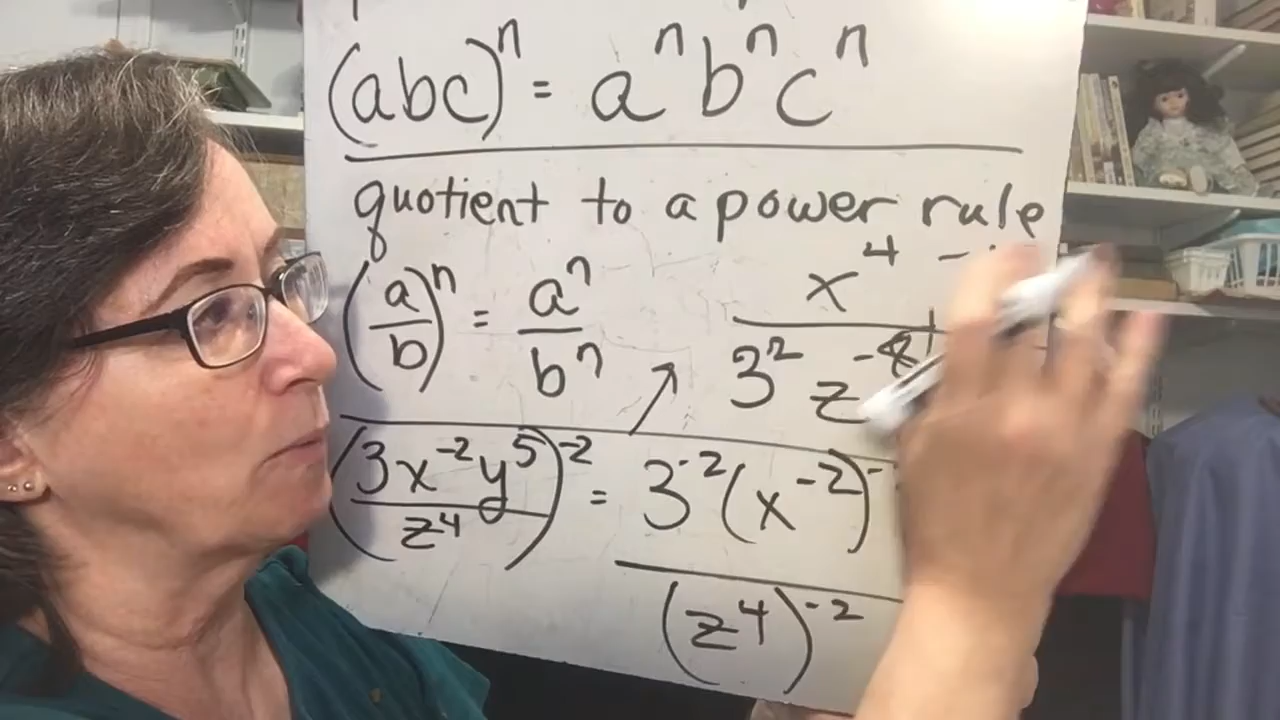 (abc)ⁿ = aⁿbⁿcⁿ
quotient to a power rule
(a/b)ⁿ = aⁿ/bⁿ
x⁴ / 3² z
(3x⁻²y⁵/z⁴)⁻² = 3⁻²(x⁻²)⁻ / (z⁴)⁻²